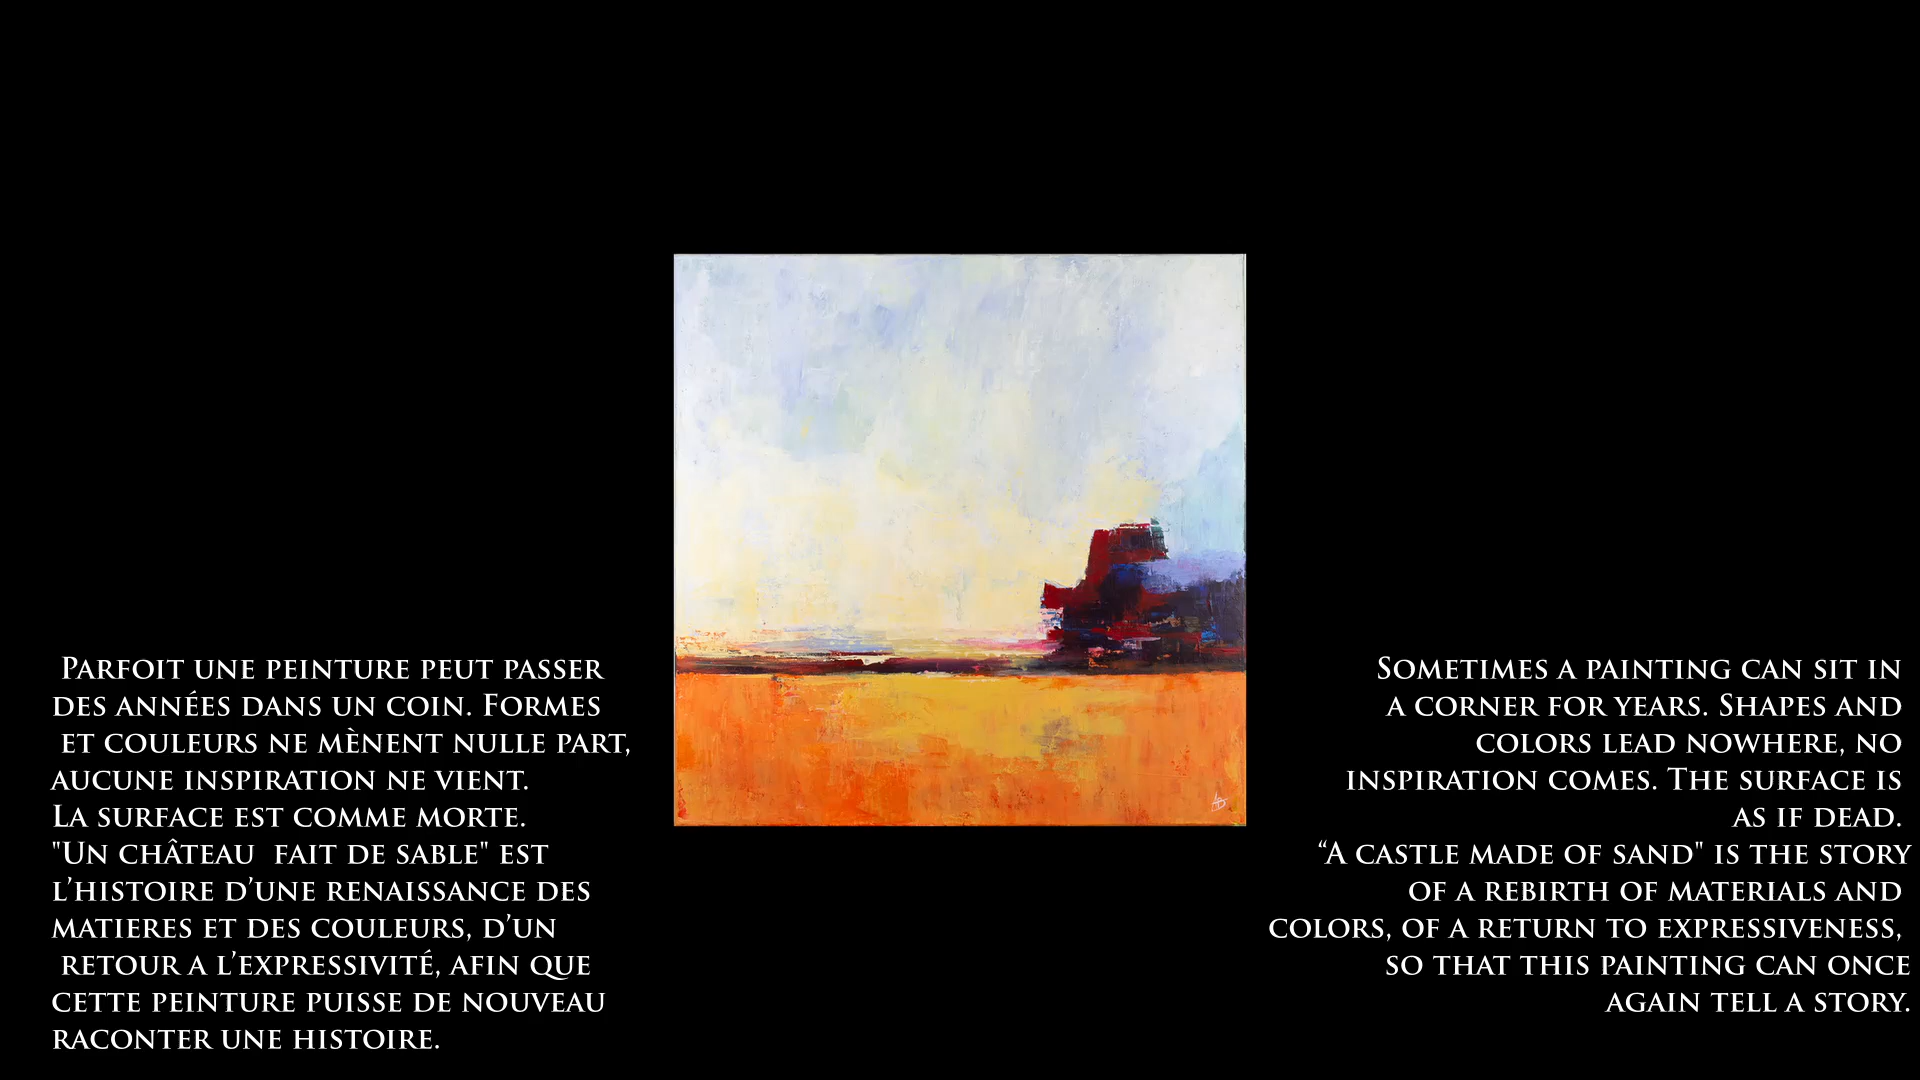 Parfoit une peinture peut passer
des années dans un coin. Formes
et couleurs ne mènent nulle part,
aucune inspiration ne vient.
La surface est comme morte.
"Un château  fait de sable" est
l’histoire d’une renaissance des
matieres et des couleurs, d’un
retour a l’expressivité, afin que
cette peinture puisse de nouveau
raconter une histoire.
Sometimes a painting can sit in
a corner for years. Shapes and
colors lead nowhere, no
inspiration comes. The surface is
as if dead.
“A castle made of sand" is the story
of a rebirth of materials and
colors, of a return to expressiveness,
so that this painting can once
again tell a story.